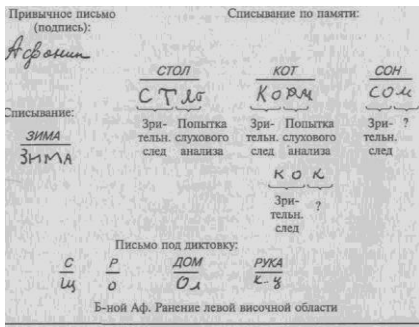 Привычное письмо (подпись):
Афонин
Списывание по памяти:
СТОЛ КОТ СОН
КОРМ СОМ
Зри- Попытка Зри- Попытка Зри- ?
тельн. слухового тельн. слухового тельн.
след анализа след анализа след
Списывание:
ЗИМА
ЗИМА
КОК
Зри- ?
тельн.
след
Письмо под диктовку:
С Р ДОМ РУКА
Щ О Ол К-У
Б-ной Аф. Ранение левой височной области